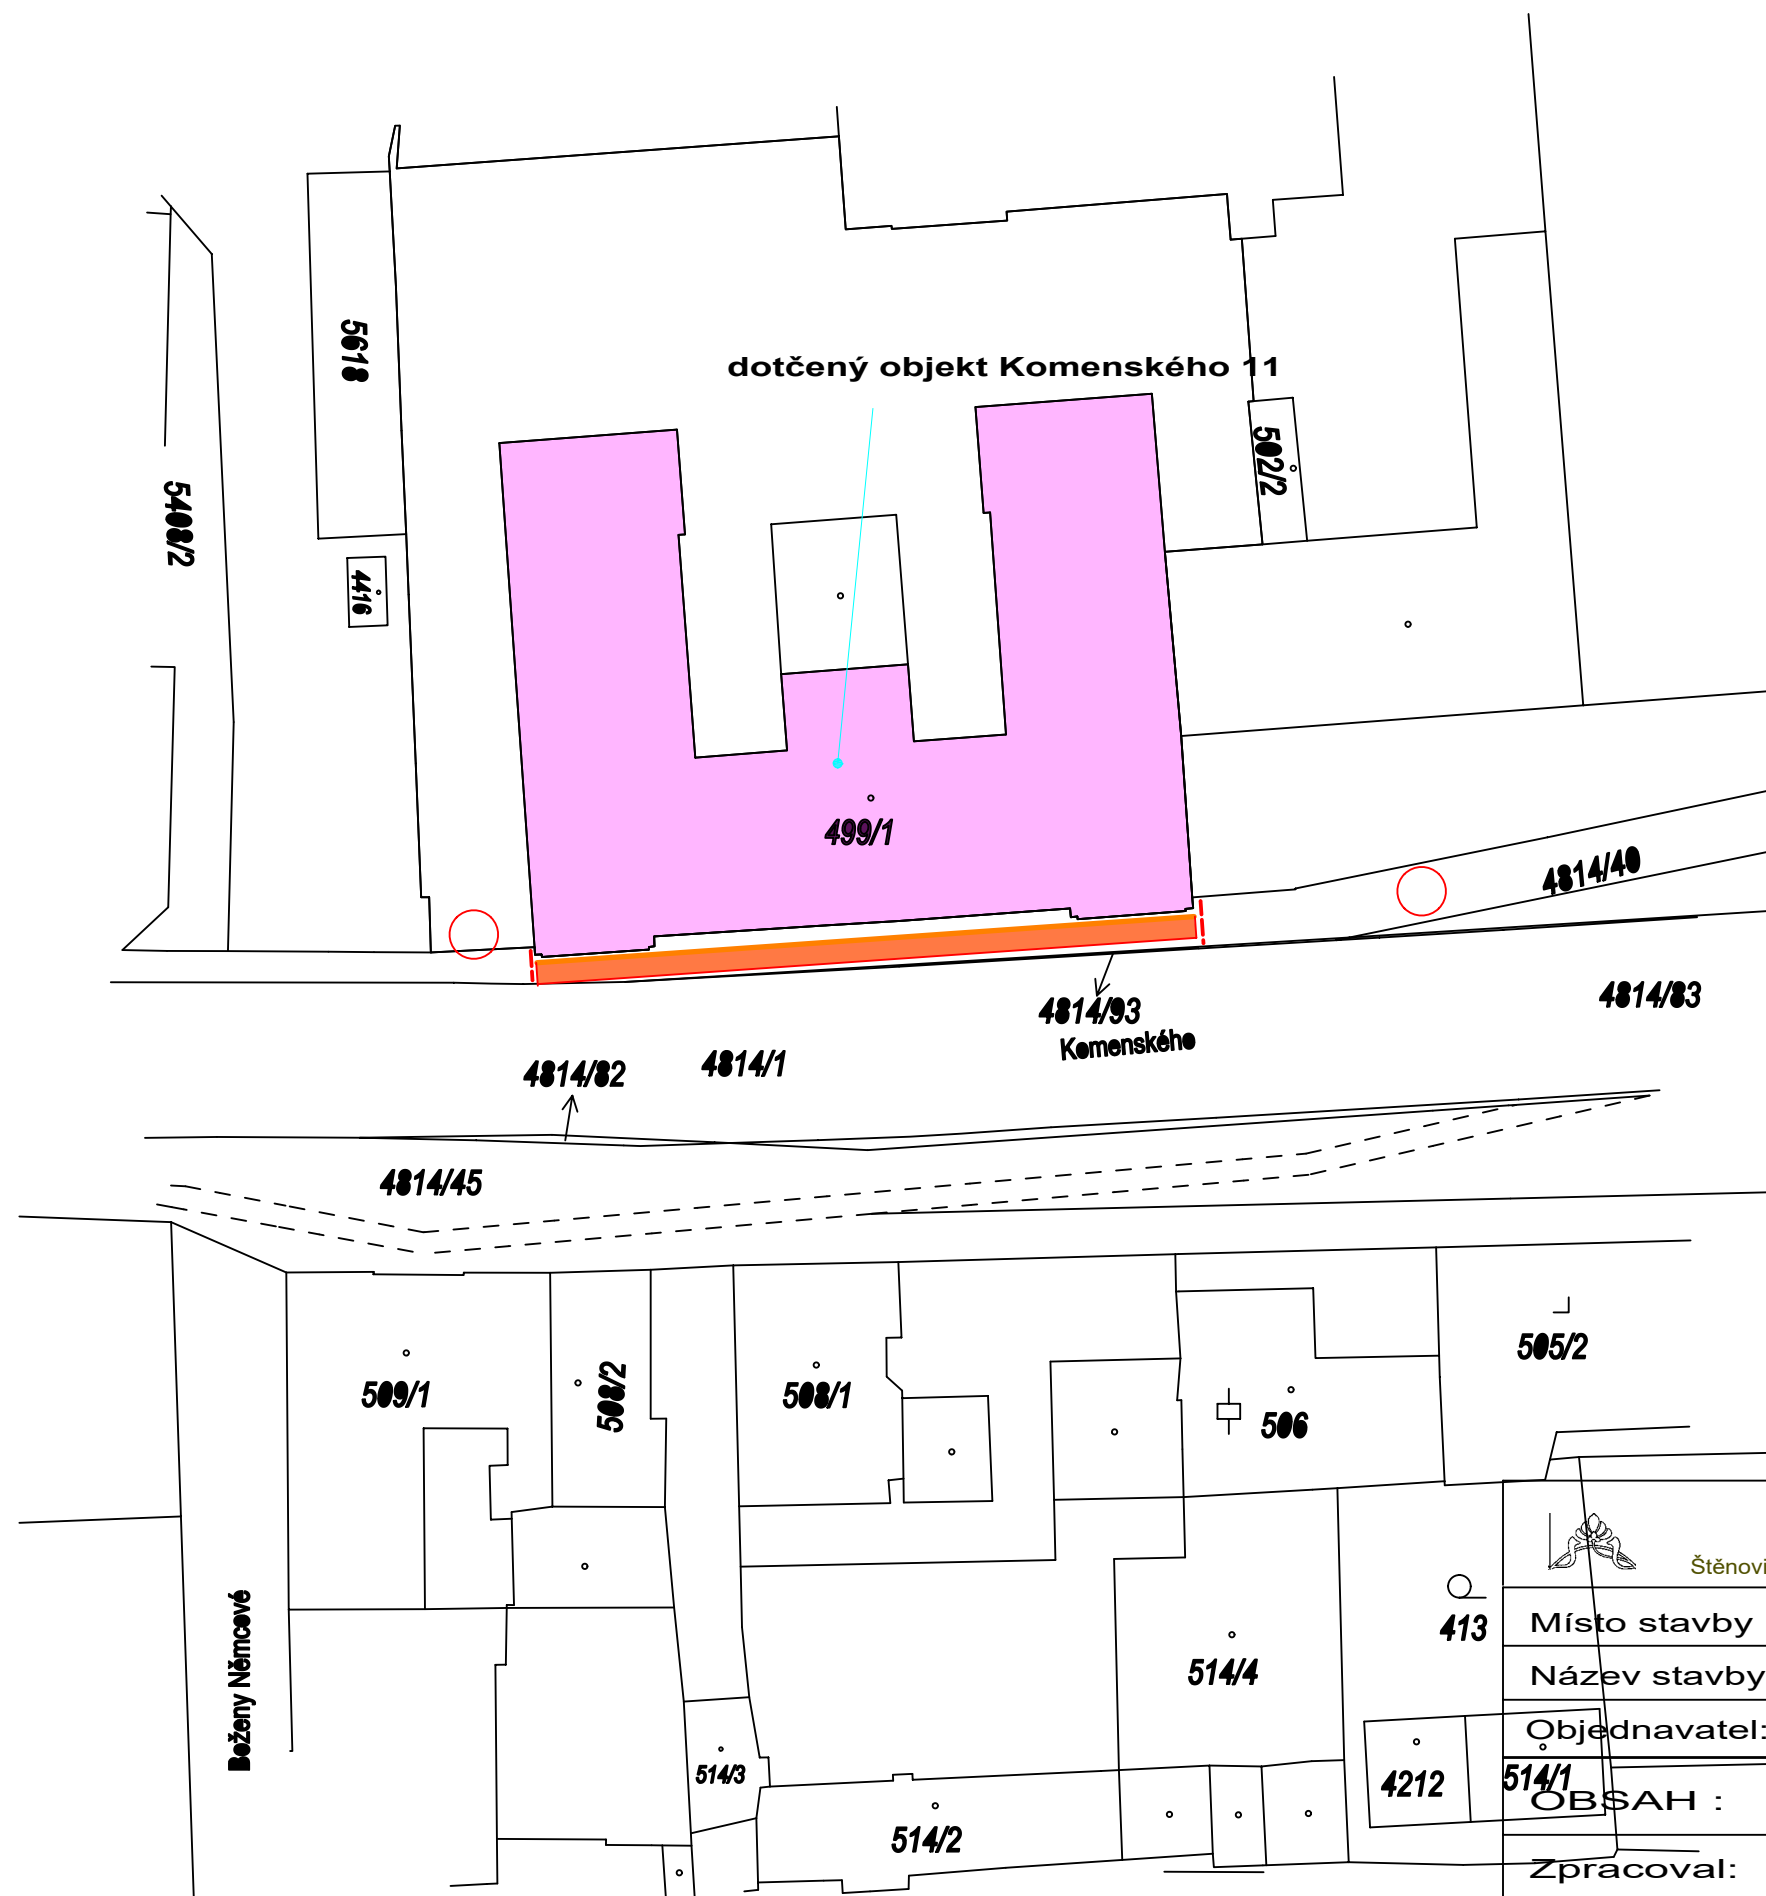 5618
dotčený objekt Komenského 11
502/2
5408/2
4416
499/1
4814/40
4814/93
4814/83
Komenského
4814/82
4814/1
4814/45
505/2
509/1
508/2
508/1
506
Štěnovi
413
Místo stavby
Boženy Němcové
514/4
Název stavby
Objednavatel:
514/3
4212
514/1
OBSAH :
514/2
Zpracoval: